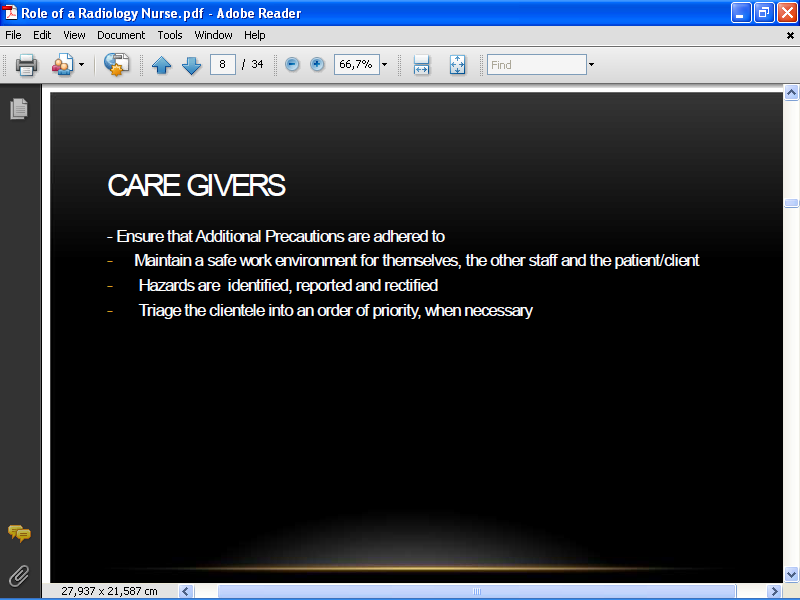 Role of a Radiology Nurse.pdf - Adobe Reader
File Edit View Document Tools Window Help
8 / 34 66,7% Find
CARE GIVERS
- Ensure that Additional Precautions are adhered to
- Maintain a safe work environment for themselves, the other staff and the patient/client
- Hazards are identified, reported and rectified
- Triage the clientele into an order of priority, when necessary
27,937 x 21,587 cm